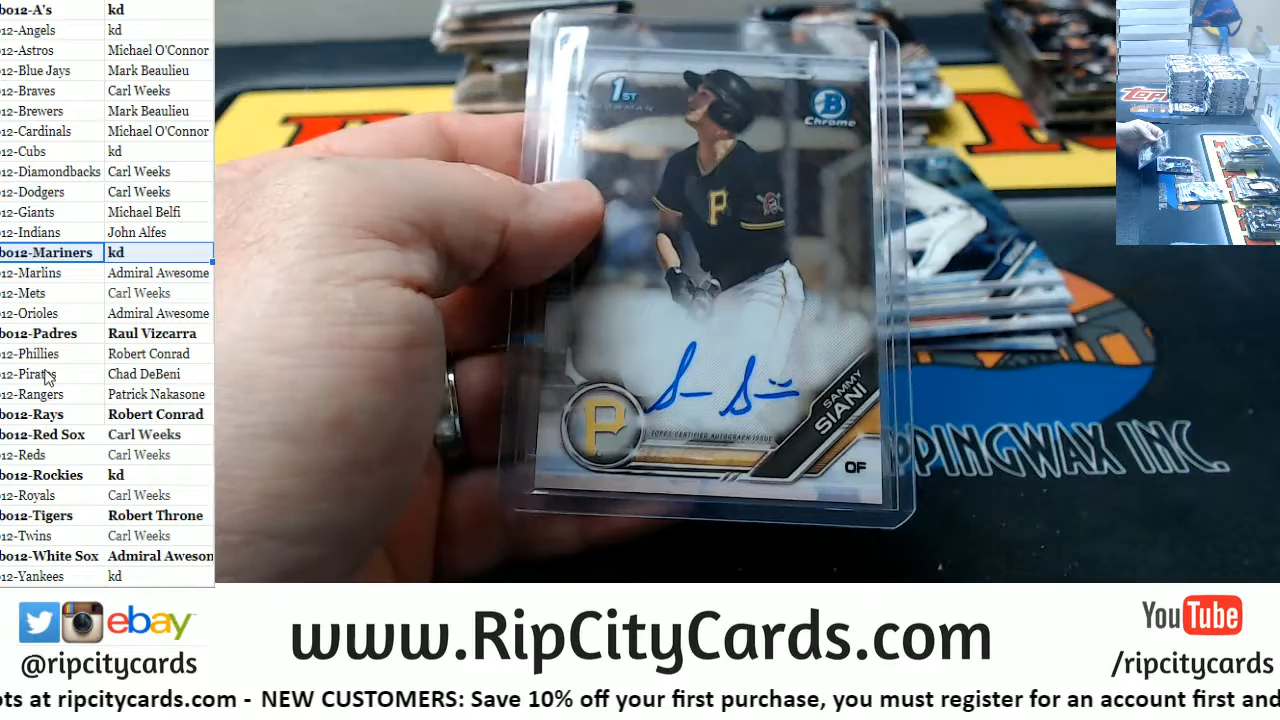 bo12-A's kd
12-Angels kd
12-Astros Michael O'Connor
12-Blue Jays Mark Beaulieu
12-Braves Carl Weeks
12-Brewers Mark Beaulieu
12-Cardinals Michael O'Connor
12-Cubs kd
12-Diamondbacks Carl Weeks
12-Dodgers Carl Weeks
12-Giants Michael Belfi
12-Indians John Alfes
bo12-Mariners kd
12-Marlins Admiral Awesome
12-Mets Carl Weeks
12-Orioles Admiral Awesome
bo12-Padres Raul Vizcarra
12-Phillies Robert Conrad
12-Pirates Chad DeBeni
12-Rangers Patrick Nakasone
bo12-Rays Robert Conrad
bo12-Red Sox Carl Weeks
12-Reds Carl Weeks
bo12-Rockies kd
12-Royals Carl Weeks
bo12-Tigers Robert Throne
12-Twins Carl Weeks
bo12-White Sox Admiral Awesom
12-Yankees kd
1ST
BOWMAN
B
Chrome
P
P
TOPPS CERTIFIED AUTOGRAPH ISSUE
SAMMY
SIANI
OF
PPINGWAX INC.
ebay
@ripcitycards
www.RipCityCards.com
YouTube
/ripcitycards
ots at ripcitycards.com - NEW CUSTOMERS: Save 10% off your first purchase, you must register for an account first and